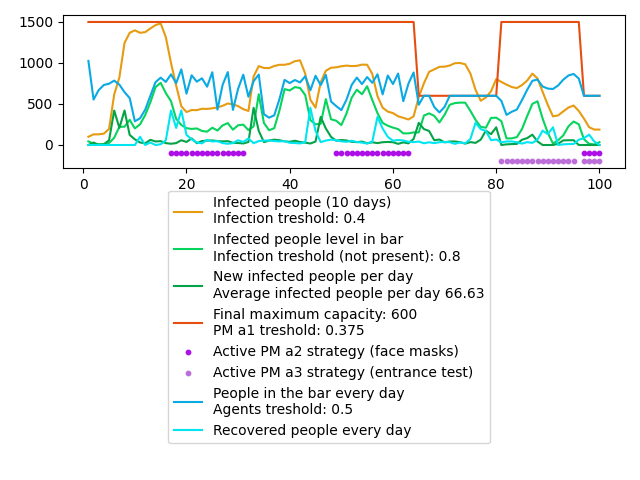 1500
1000
500
0
0 20 40 60 80 100
Infected people (10 days)
Infection treshold: 0.4
Infected people level in bar
Infection treshold (not present): 0.8
New infected people per day
Average infected people per day 66.63
Final maximum capacity: 600
PM a1 treshold: 0.375
Active PM a2 strategy (face masks)
Active PM a3 strategy (entrance test)
People in the bar every day
Agents treshold: 0.5
Recovered people every day